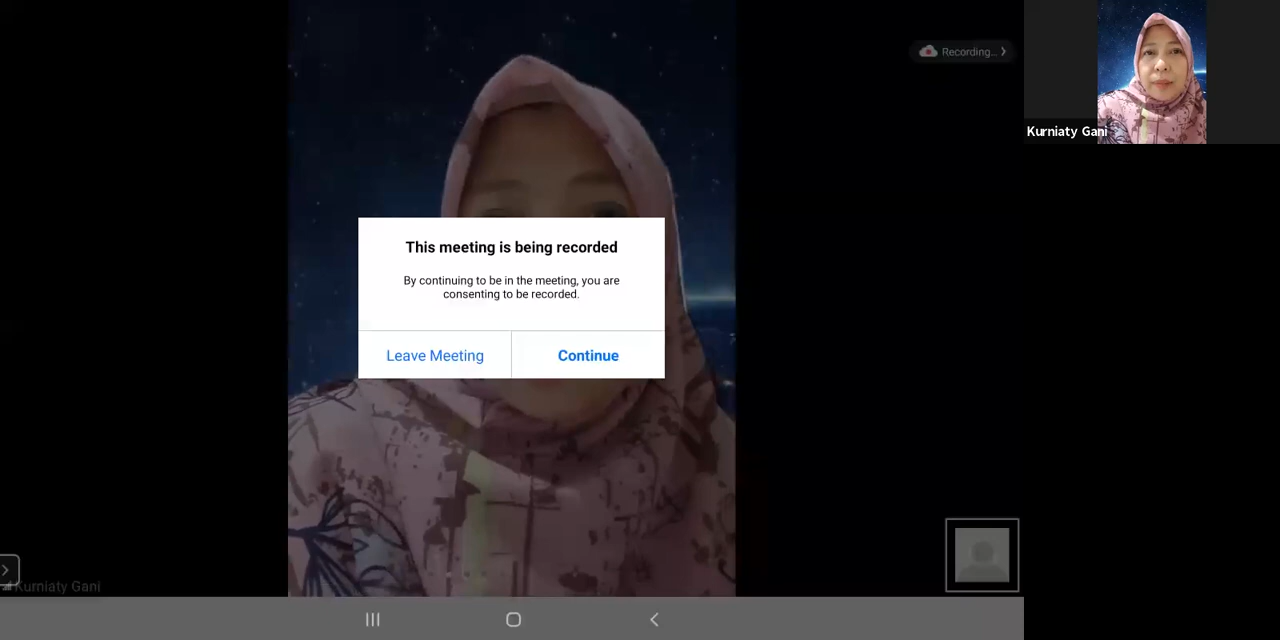 Recording...
Kurniaty Gani
This meeting is being recorded
By continuing to be in the meeting, you are
consenting to be recorded.
Leave Meeting
Continue
Kurniaty Gani